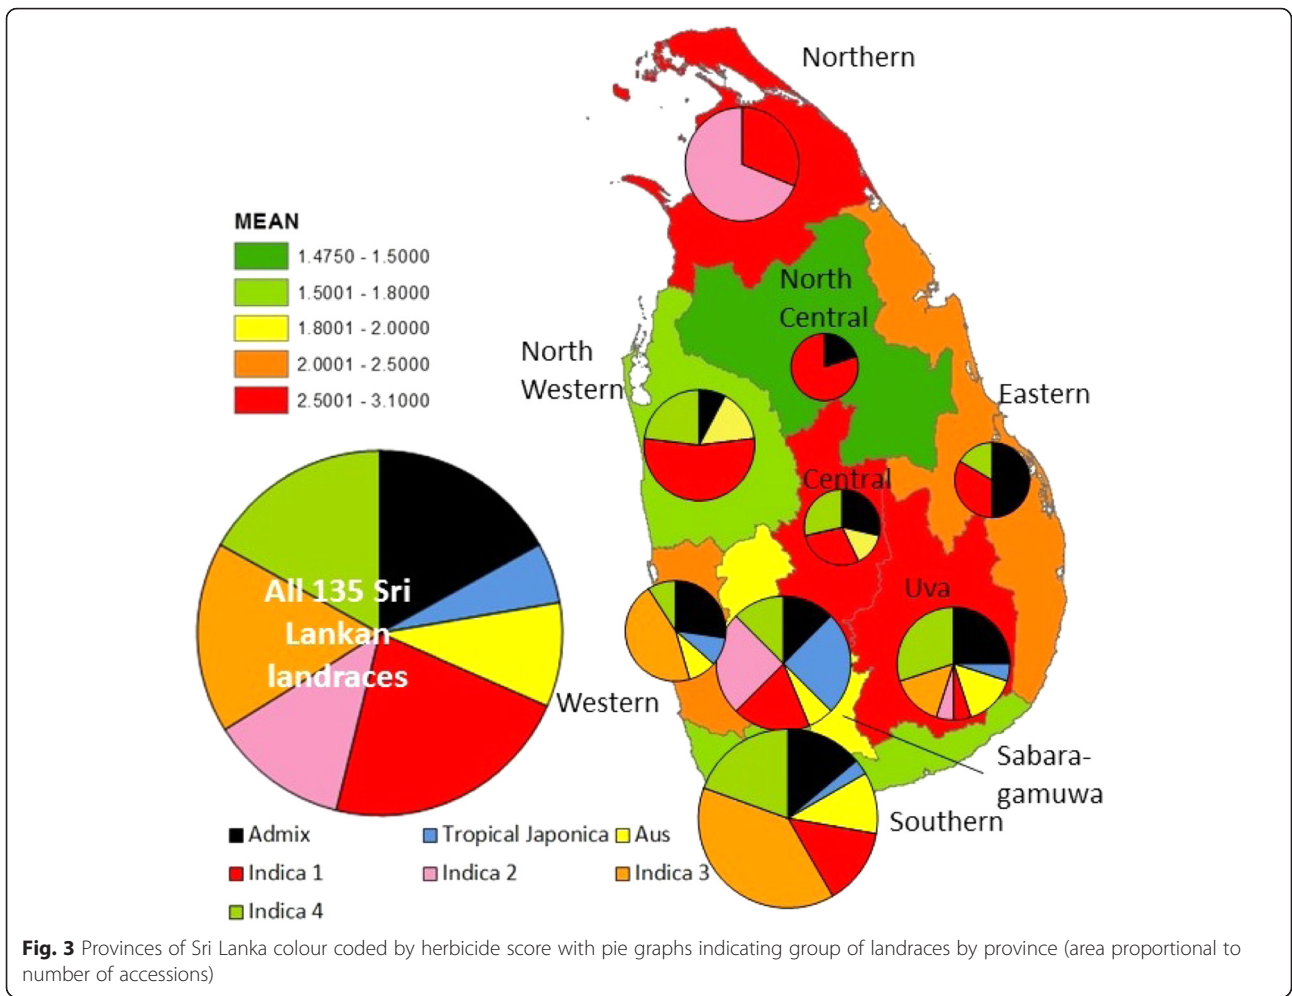 Northern
MEAN
1.4750 - 1.5000
1.5001 - 1.8000
1.8001 - 2.0000
2.0001 - 2.5000
2.5001 - 3.1000
North
Central
North
Western
Eastern
Central
Uva
All 135 Sri
Lankan
landraces
Western
Sabara-
gamuwa
Southern
Admix
Tropical Japonica
Aus
Indica 1
Indica 2
Indica 3
Indica 4
Fig. 3 Provinces of Sri Lanka colour coded by herbicide score with pie graphs indicating group of landraces by province (area proportional to
number of accessions)